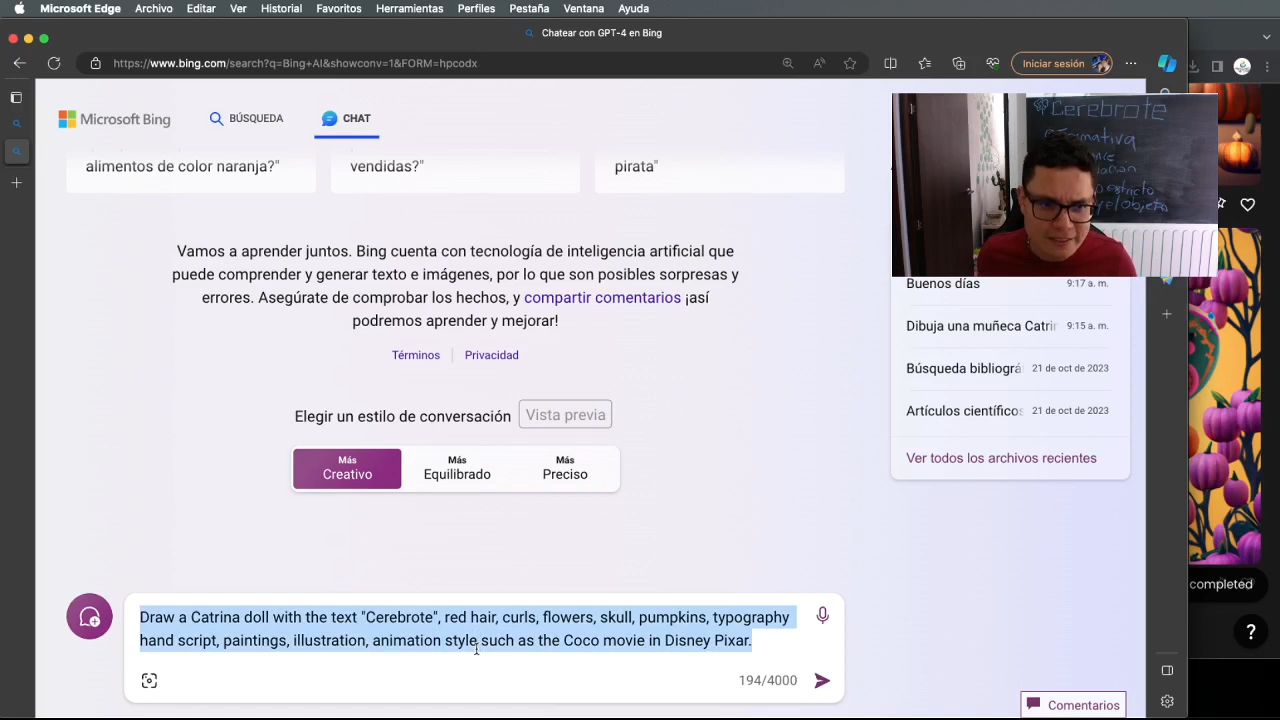 Microsoft Edge Archivo Editar Ver Historial Favoritos Herramientas Perfiles Pestaña Ventana Ayuda
Chatear con GPT-4 en Bing
https://www.bing.com/search?q=Bing+AI&showconv=1&FORM=hpcodx
Iniciar sesión
Microsoft Bing
BÚSQUEDA
CHAT
alimentos de color naranja?"
vendidas?"
pirata"
Vamos a aprender juntos. Bing cuenta con tecnología de inteligencia artificial que
puede comprender y generar texto e imágenes, por lo que son posibles sorpresas y
errores. Asegúrate de comprobar los hechos, y compartir comentarios ¡así
podremos aprender y mejorar!
Términos
Privacidad
Elegir un estilo de conversación Vista previa
Más
Creativo
Más
Equilibrado
Más
Preciso
Draw a Catrina doll with the text "Cerebrote", red hair, curls, flowers, skull, pumpkins, typography
hand script, paintings, illustration, animation style such as the Coco movie in Disney Pixar.
194/4000
Cerebrote
Buenos días 9:17 a. m.
Dibuja una muñeca Catrin 9:15 a. m.
Búsqueda bibliográ 21 de oct de 2023
Artículos científicos 21 de oct de 2023
Ver todos los archivos recientes
completed
?
Comentarios